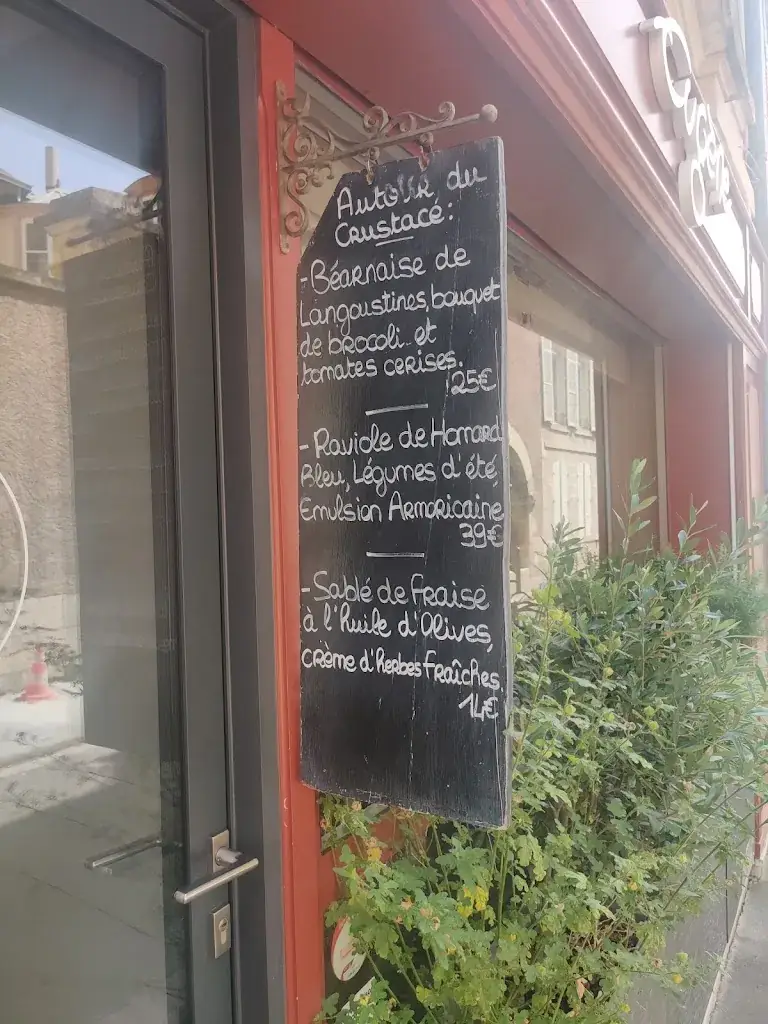 Autour du
Crustacé:
-Béarnaise de
Langoustines, bouquet
de brocoli et
tomates cerises.
25€
-Raviole de Homard
Bleu, Légumes d'été,
Emulsion Armoricaine
39€
-Sablé de Fraise
à l'huile d'Olives,
crème d'herbes fraîches.
14€